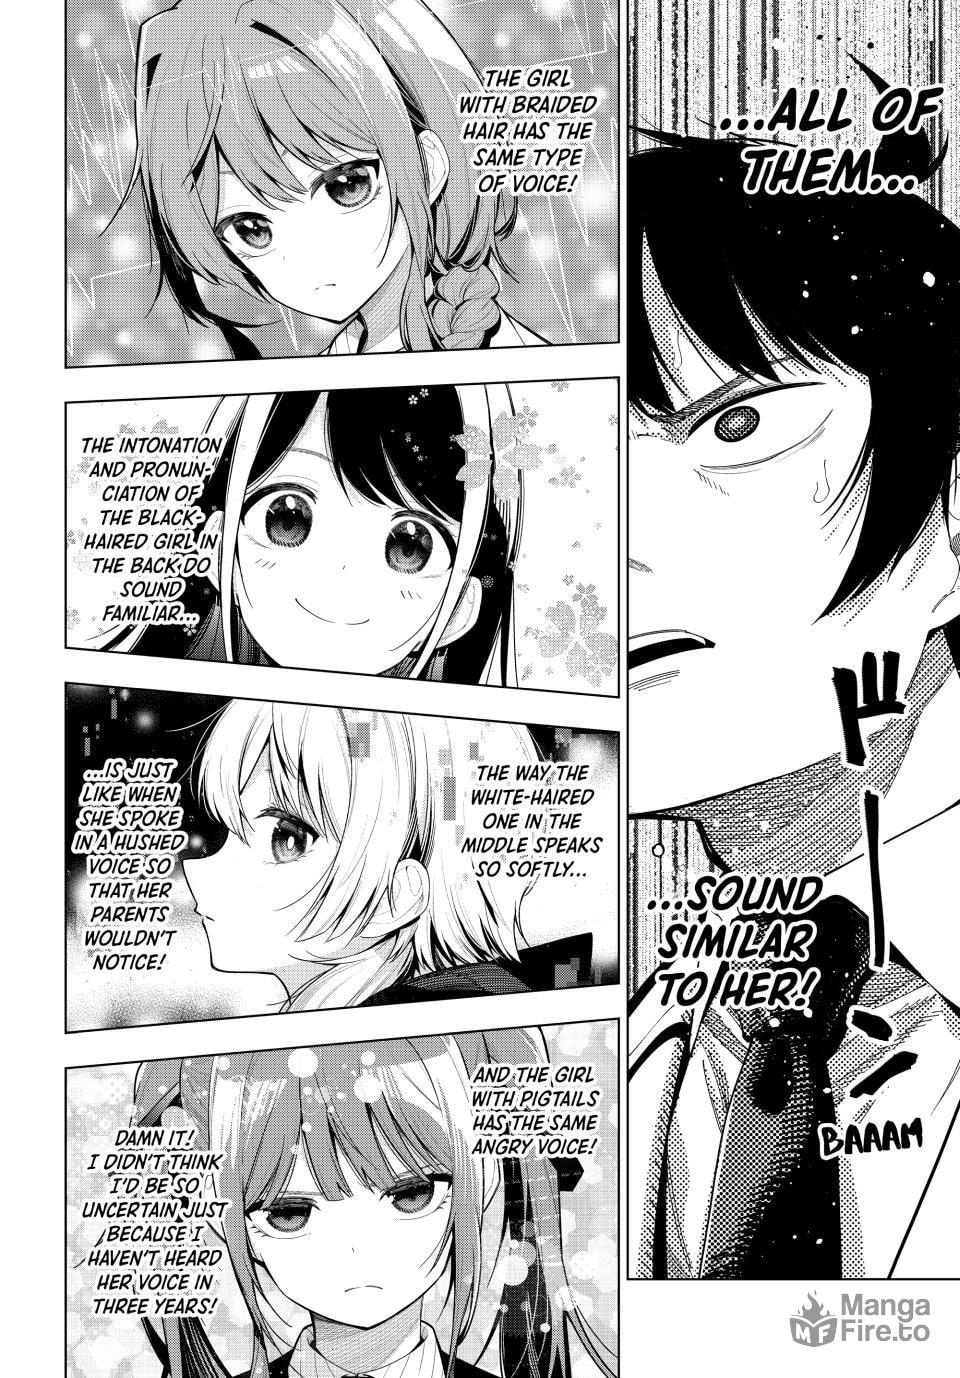 ...ALL OF
THEM...
...SOUND
SIMILAR
TO HER!
ドーン
BAAAM
THE GIRL
WITH BRAIDED
HAIR HAS THE
SAME TYPE
OF VOICE!
THE INTONATION
AND PRONUN-
CIATION OF
THE BLACK-
HAIRED GIRL IN
THE BACK DO
SOUND
FAMILIAR...
THE WAY THE
WHITE-HAIRED
ONE IN THE
MIDDLE SPEAKS
SO SOFTLY...
...IS JUST
LIKE WHEN
SHE SPOKE
IN A HUSHED
VOICE SO
THAT HER
PARENTS
WOULDN'T
NOTICE!
AND THE GIRL
WITH PIGTAILS
HAS THE SAME
ANGRY VOICE!
DAMN IT!
I DIDN'T THINK
I'D BE SO
UNCERTAIN JUST
BECAUSE I
HAVEN'T HEARD
HER VOICE IN
THREE YEARS!
MF
Manga
Fire.to